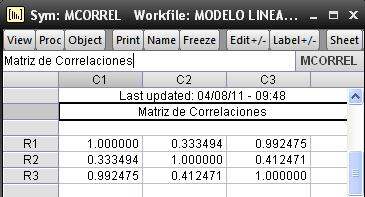 Sym: MCORREL Workfile: MODELO LINEA...
View Proc Object Print Name Freeze Edit+/- Label+/- Sheet
Matriz de Correlaciones MCORREL
C1 C2 C3
Last updated: 04/08/11 - 09:48
Matriz de Correlaciones
R1 1.000000 0.333494 0.992475
R2 0.333494 1.000000 0.412471
R3 0.992475 0.412471 1.000000